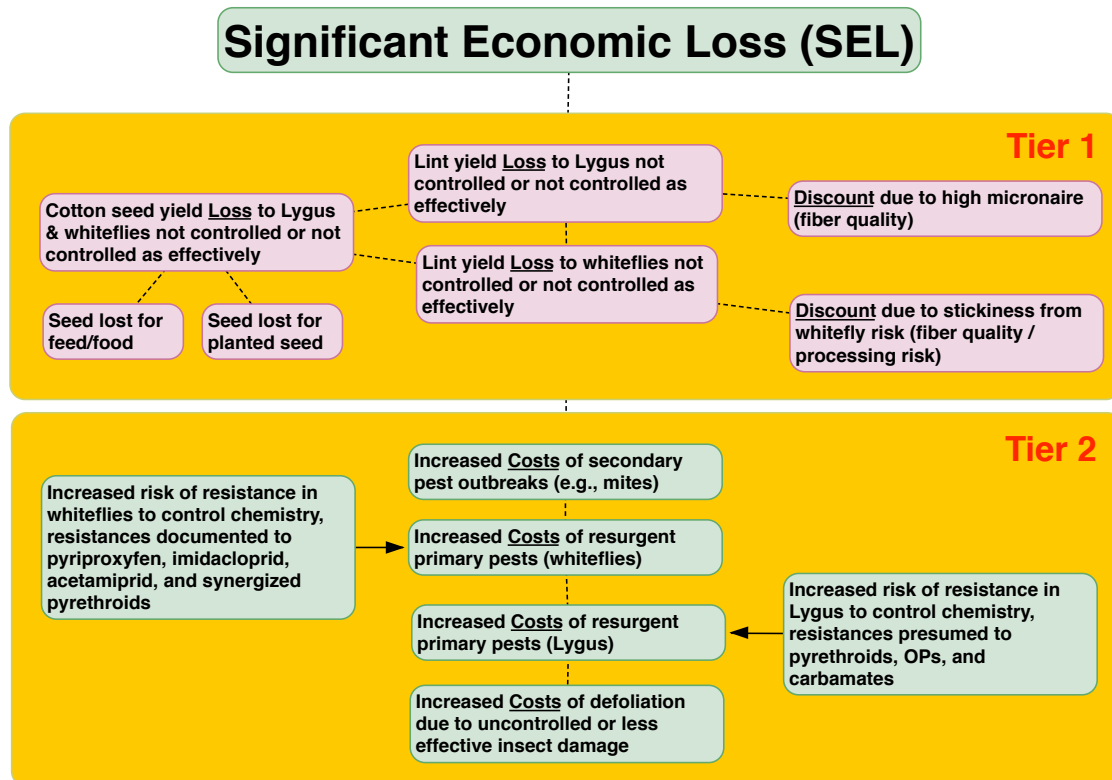 Significant Economic Loss (SEL)
Tier 1
Lint yield Loss to Lygus not
controlled or not controlled as
effectively
Discount due to high micronaire
(fiber quality)
Cotton seed yield Loss to Lygus
& whiteflies not controlled or not
controlled as effectively
Lint yield Loss to whiteflies not
controlled or not controlled as
effectively
Seed lost for
feed/food
Seed lost for
planted seed
Discount due to stickiness from
whitefly risk (fiber quality /
processing risk)
Tier 2
Increased Costs of secondary
pest outbreaks (e.g., mites)
Increased risk of resistance in
whiteflies to control chemistry,
resistances documented to
pyriproxyfen, imidacloprid,
acetamiprid, and synergized
pyrethroids
Increased Costs of resurgent
primary pests (whiteflies)
Increased risk of resistance in
Lygus to control chemistry,
resistances presumed to
pyrethroids, OPs, and
carbamates
Increased Costs of resurgent
primary pests (Lygus)
Increased Costs of defoliation
due to uncontrolled or less
effective insect damage